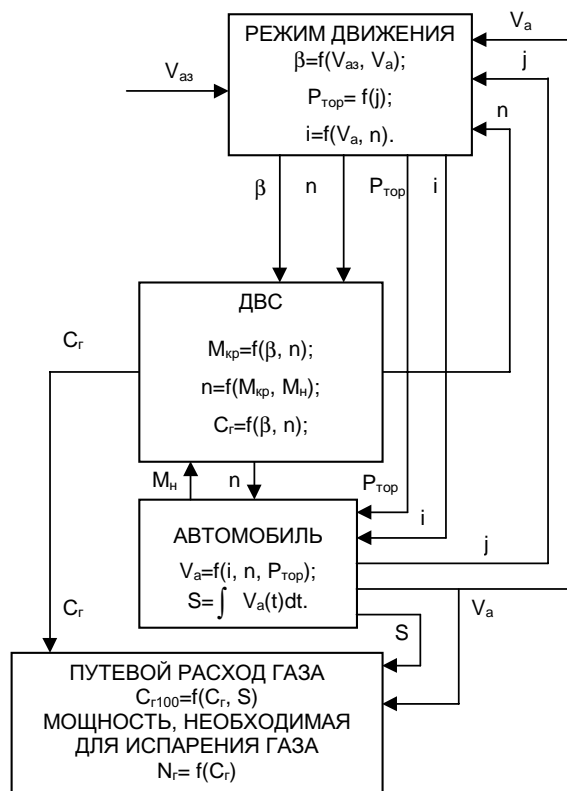 РЕЖИМ ДВИЖЕНИЯ
β=f(Vаз, Vа);
Pтор= f(j);
i=f(Vа, n).
Vаз
Vа
j
n
β
n
Pтор
i
ДВС
Mкр=f(β, n);
n=f(Mкр, Mн);
Cг=f(β, n);
Cг
Mн
n
Pтор
i
АВТОМОБИЛЬ
Vа=f(i, n, Pтор);
S=∫ Vа(t)dt.
j
Vа
S
Cг
ПУТЕВОЙ РАСХОД ГАЗА
Cг100=f(Cг, S)
МОЩНОСТЬ, НЕОБХОДИМАЯ
ДЛЯ ИСПАРЕНИЯ ГАЗА
Nг= f(Cг)